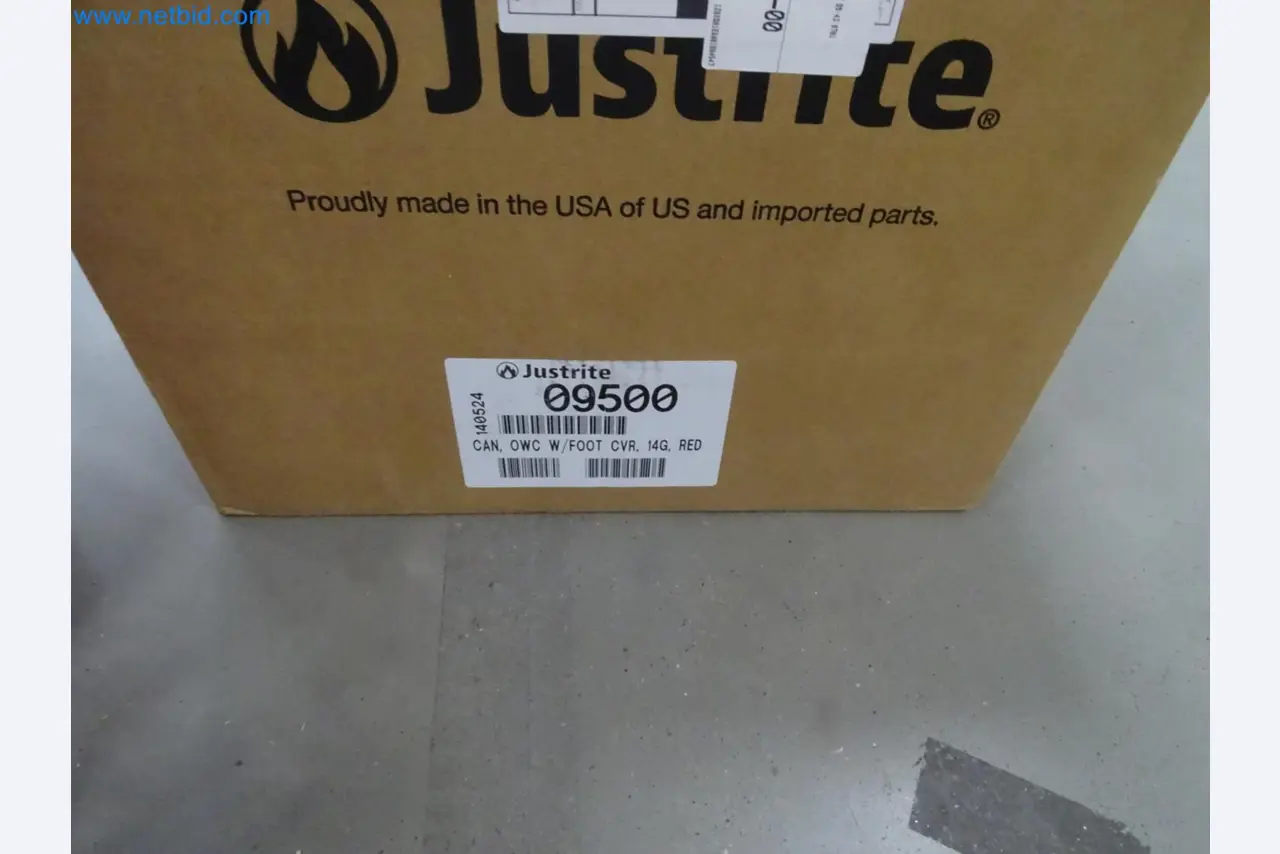 www.netbid.com
Justrite®
-00
Proudly made in the USA of US and imported parts.
Justrite
09500
140524
CAN, OWC W/FOOT CVR, 14G, RED